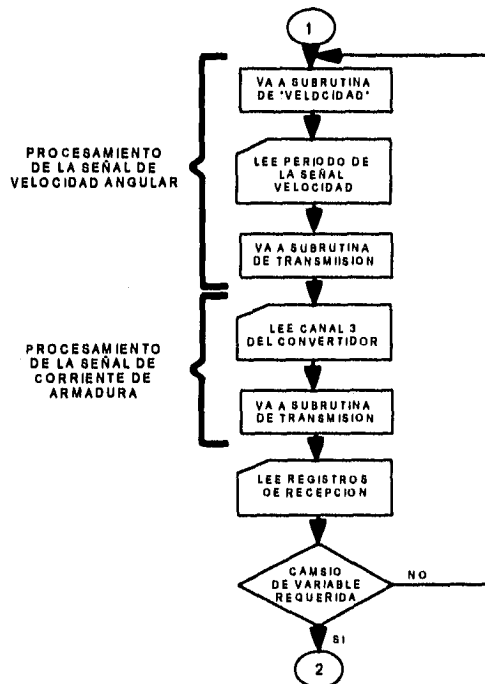 1
VA A SUBRUTINA
DE "VELOCIDAD"
PROCESAMIENTO
DE LA SEÑAL DE
VELOCIDAD ANGULAR
LEE PERIODO DE
LA SEÑAL
VELOCIDAD
VA A SUBRUTINA
DE TRANSMIISION
LEE CANAL 3
DEL CONVERTIDOR
PROCESAMIENTO
DE LA SEÑAL DE
CORRIENTE DE
ARMADURA
VA A SUBRUTINA
DE TRANSMISION
LEE REGISTROS
DE RECEPCION
CAMBIO
DE VARIABLE
REQUERIDA
NO
SI
2